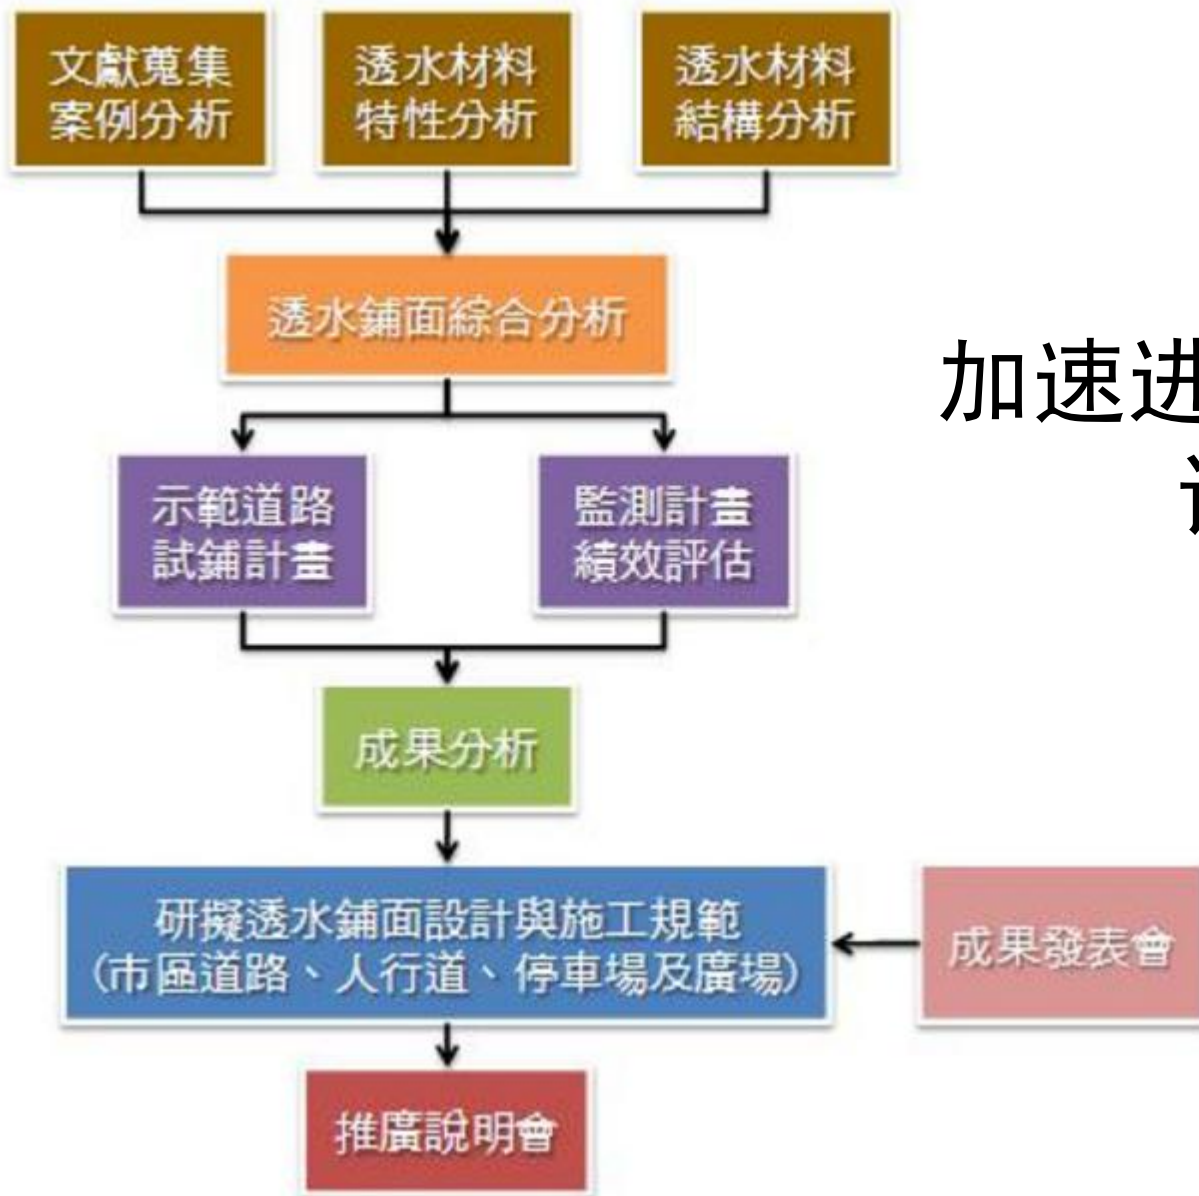 文獻蒐集
案例分析
透水材料
特性分析
透水材料
結構分析
透水鋪面綜合分析
加速进
示範道路
試鋪計畫
監測計畫
績效評估
成果分析
研擬透水鋪面設計與施工規範
(市區道路、人行道、停車場及廣場)
成果發表會
推廣說明會